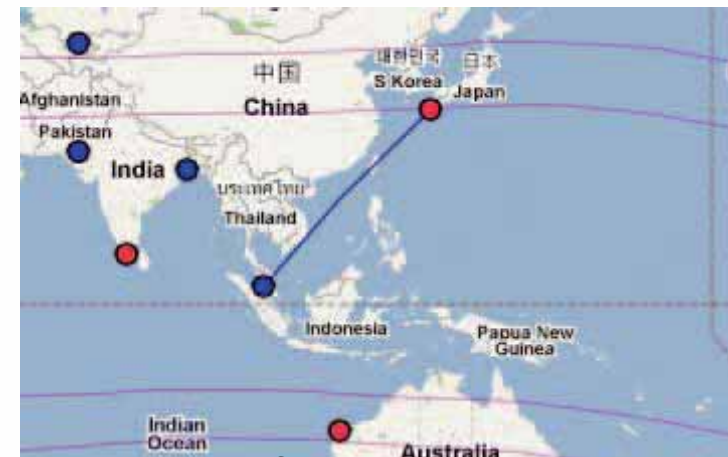 대한민국
日本
S Korea
Japan
中国
China
Afghanistan
Pakistan
India
ประเทศไทย
Thailand
Indonesia
Papua New
Guinea
Indian
Ocean
Australia